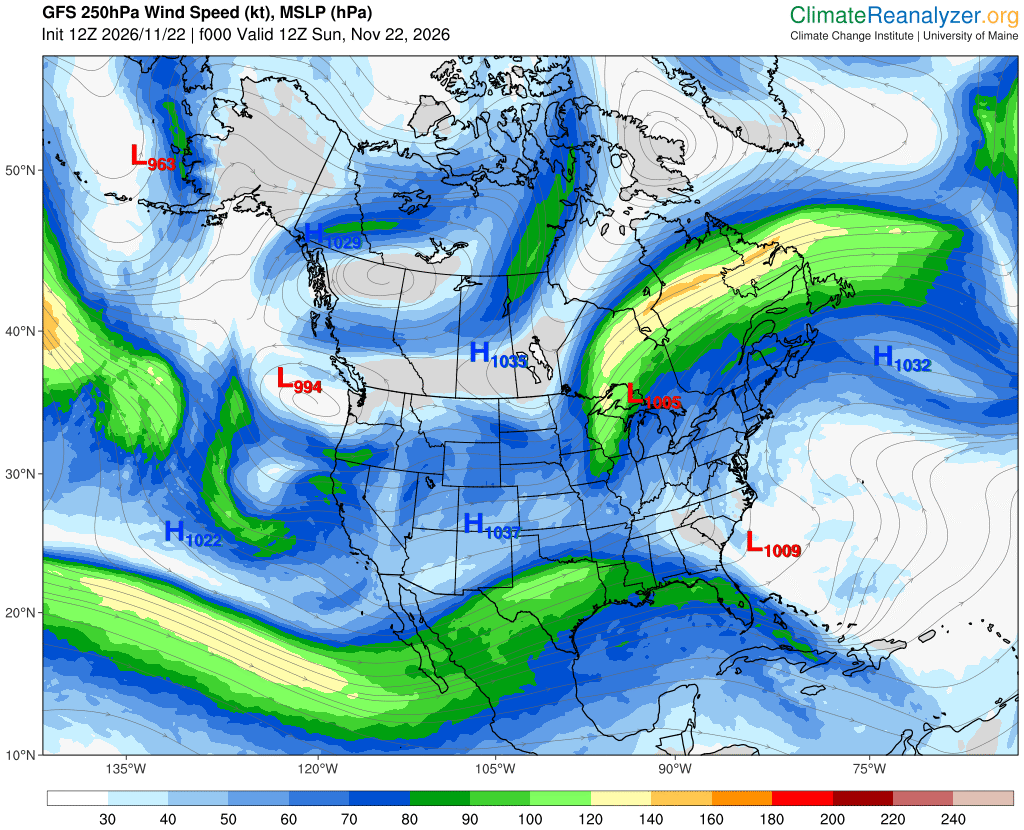 GFS 250hPa Wind Speed (kt), MSLP (hPa)
Init 12Z 2026/11/22 | f000 Valid 12Z Sun, Nov 22, 2026
ClimateReanalyzer.org
Climate Change Institute | University of Maine
L963
50°N
H1029
40°N
H1035
H1032
L994
L1005
30°N
H1022
H1037
L1009
20°N
10°N
135°W 120°W 105°W 90°W 75°W
30 40 50 60 70 80 90 100 120 140 160 180 200 220 240